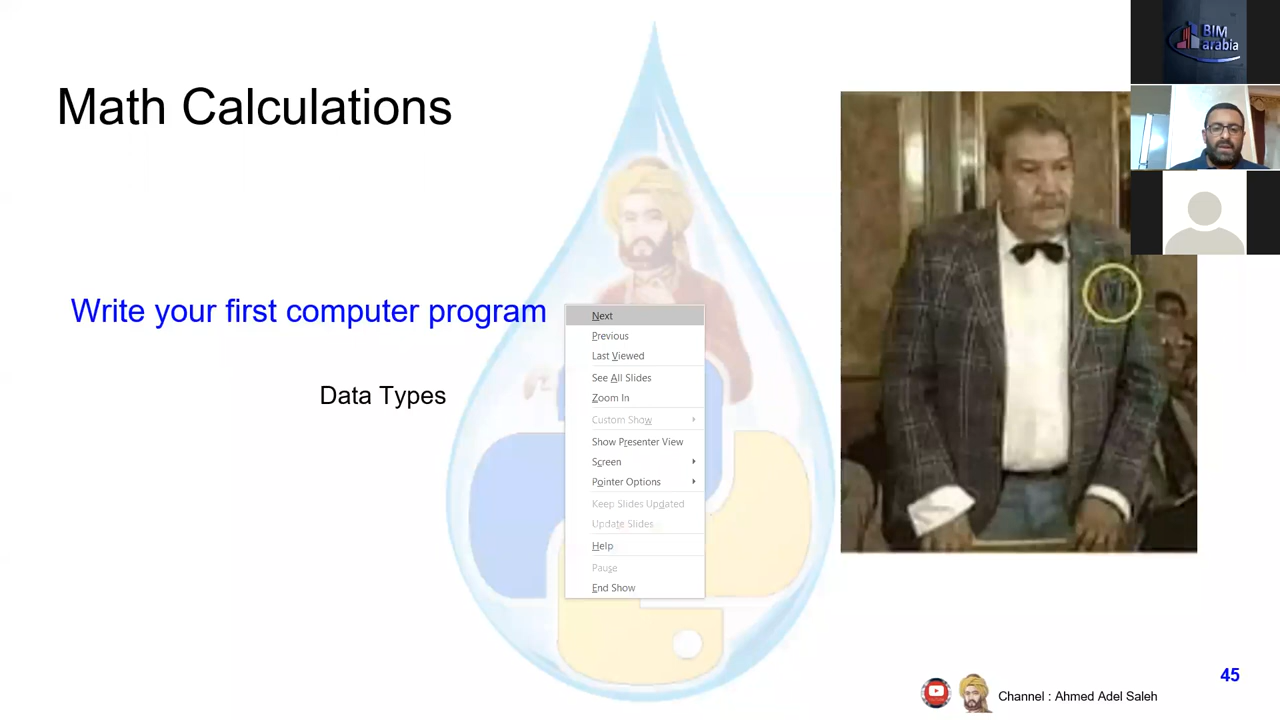 BIM
arabia
Math Calculations
Write your first computer program
Data Types
Next
Previous
Last Viewed
See All Slides
Zoom In
Custom Show
Show Presenter View
Screen
Pointer Options
Keep Slides Updated
Update Slides
Help
Pause
End Show
45
Channel : Ahmed Adel Saleh